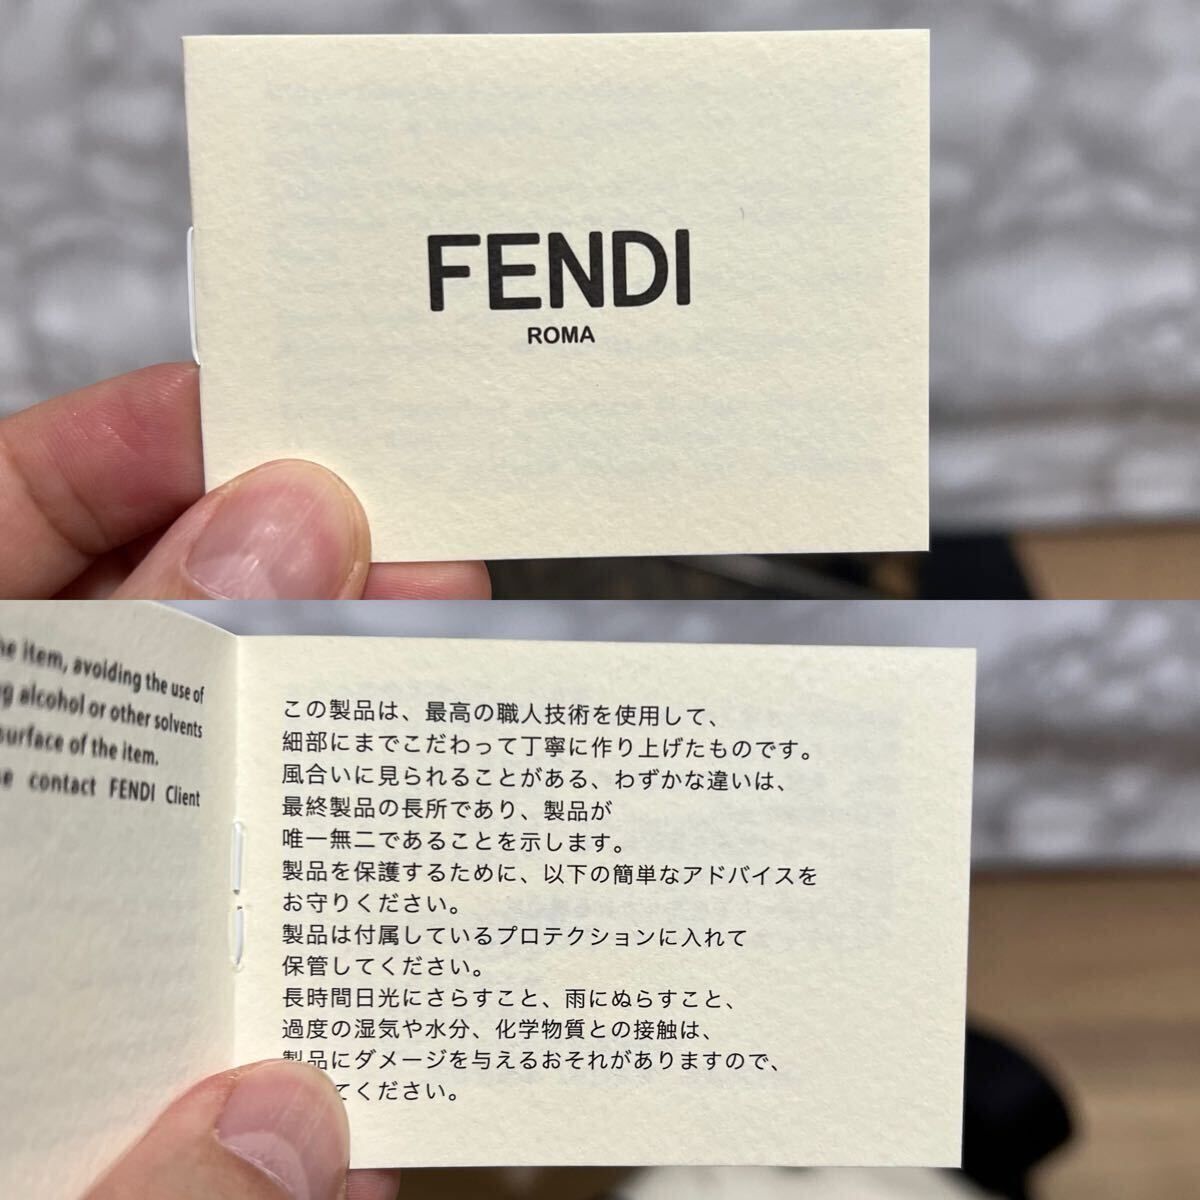 FENDI
ROMA
he item, avoiding the use of
alcohol or other solvents
surface of the item.
contact FENDI Client
この製品は、最高の職人技術を使用して、
細部にまでこだわって丁寧に作り上げたものです。
風合いに見られることがある、わずかな違いは、
最終製品の長所であり、製品が
唯一無二であることを示します。
製品を保護するために、以下の簡単なアドバイスを
お守りください。
製品は付属しているプロテクションに入れて
保管してください。
長時間日光にさらすこと、雨にぬらすこと、
過度の湿気や水分、化学物質との接触は、
製品にダメージを与えるおそれがありますので、
てください。